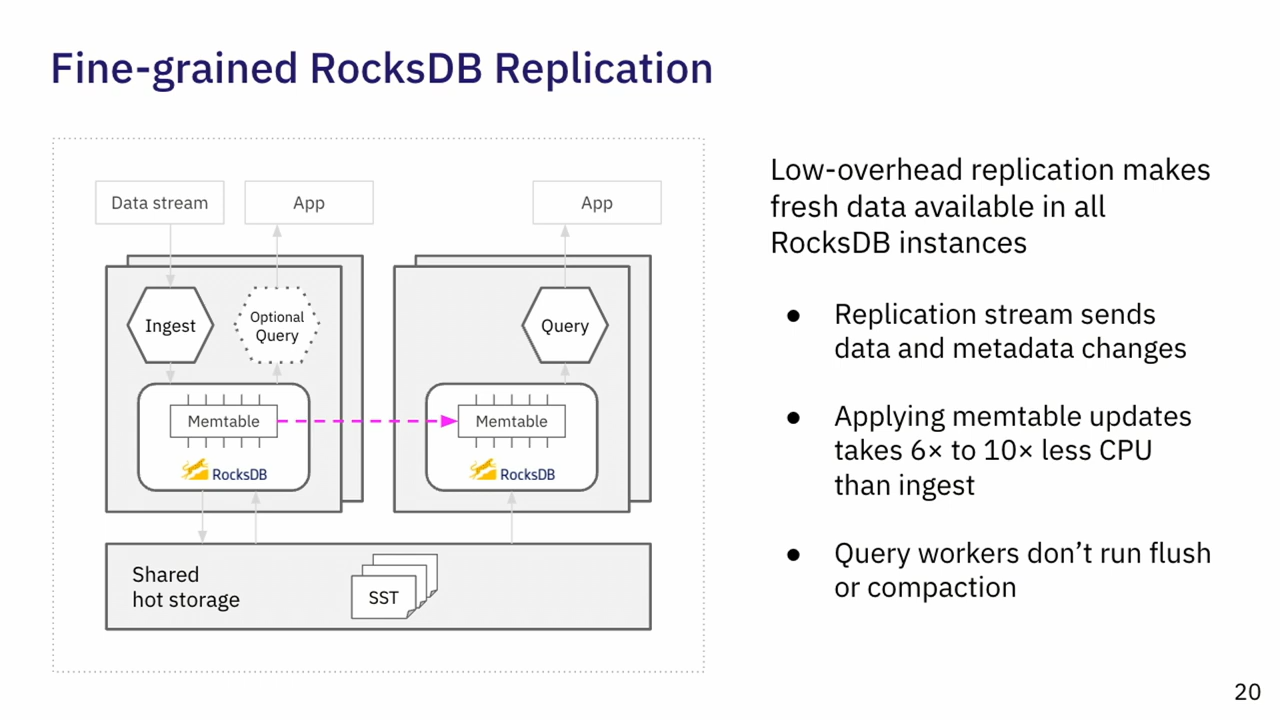 Fine-grained RocksDB Replication
Data stream
App
App
Ingest
Optional
Query
Query
Memtable
Memtable
RocksDB
RocksDB
Shared
hot storage
SST
Low-overhead replication makes
fresh data available in all
RocksDB instances
● Replication stream sends
data and metadata changes
● Applying memtable updates
takes 6× to 10× less CPU
than ingest
● Query workers don’t run flush
or compaction
20